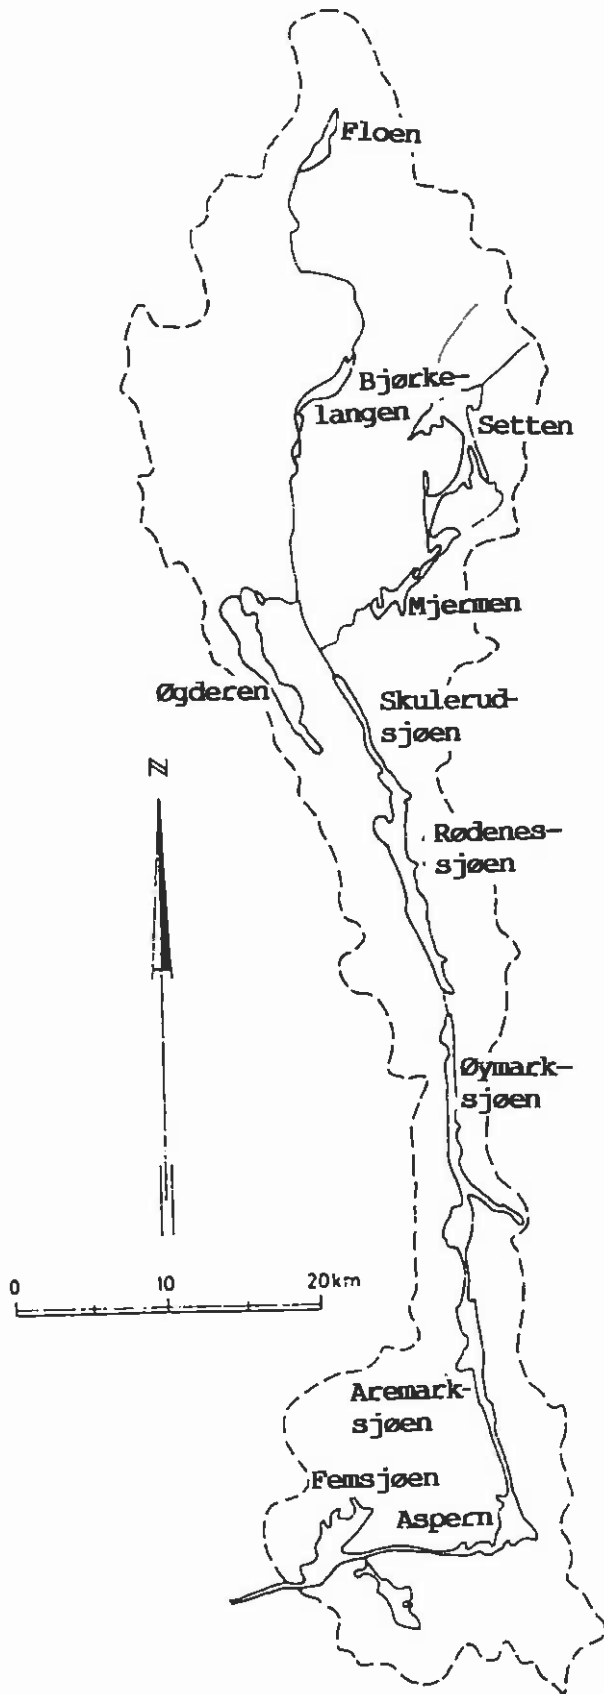 Floen
Bjørke-
langen
Setten
Mjermen
Øgderen
Skulerud-
sjøen
N
Rødenes-
sjøen
Øymark-
sjøen
0 10 20km
Aremark-
sjøen
Femsjøen
Aspern